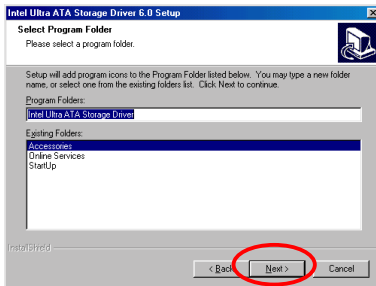 Intel Ultra ATA Storage Driver 6.0 Setup
Select Program Folder
Please select a program folder.
Setup will add program icons to the Program Folder listed below. You may type a new folder
name, or select one from the existing folders list. Click Next to continue.
Program Folders:
Intel Ultra ATA Storage Driver
Existing Folders:
Accessories
Online Services
StartUp
InstallShield
< Back
Next >
Cancel